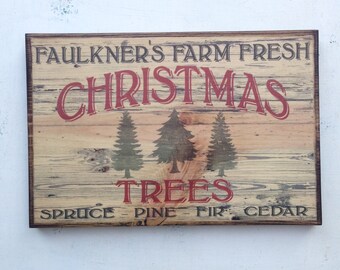 FAULKNER'S FARM FRESH
CHRISTMAS
TREES
SPRUCE - PINE - FIR - CEDAR